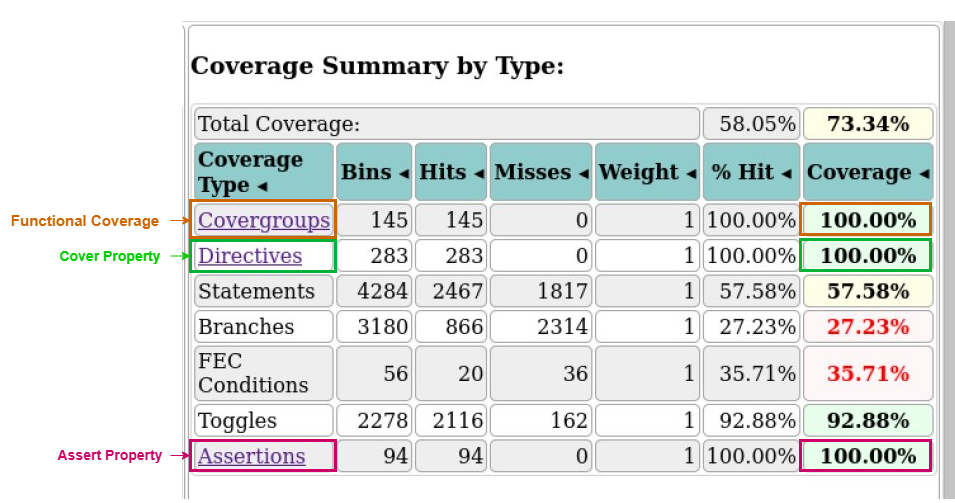 Coverage Summary by Type:
Total Coverage: 58.05% 73.34%
Coverage Type ◂ Bins ◂ Hits ◂ Misses ◂ Weight ◂ % Hit ◂ Coverage ◂
Functional Coverage Covergroups 145 145 0 1 100.00% 100.00%
Cover Property Directives 283 283 0 1 100.00% 100.00%
Statements 4284 2467 1817 1 57.58% 57.58%
Branches 3180 866 2314 1 27.23% 27.23%
FEC Conditions 56 20 36 1 35.71% 35.71%
Toggles 2278 2116 162 1 92.88% 92.88%
Assert Property Assertions 94 94 0 1 100.00% 100.00%